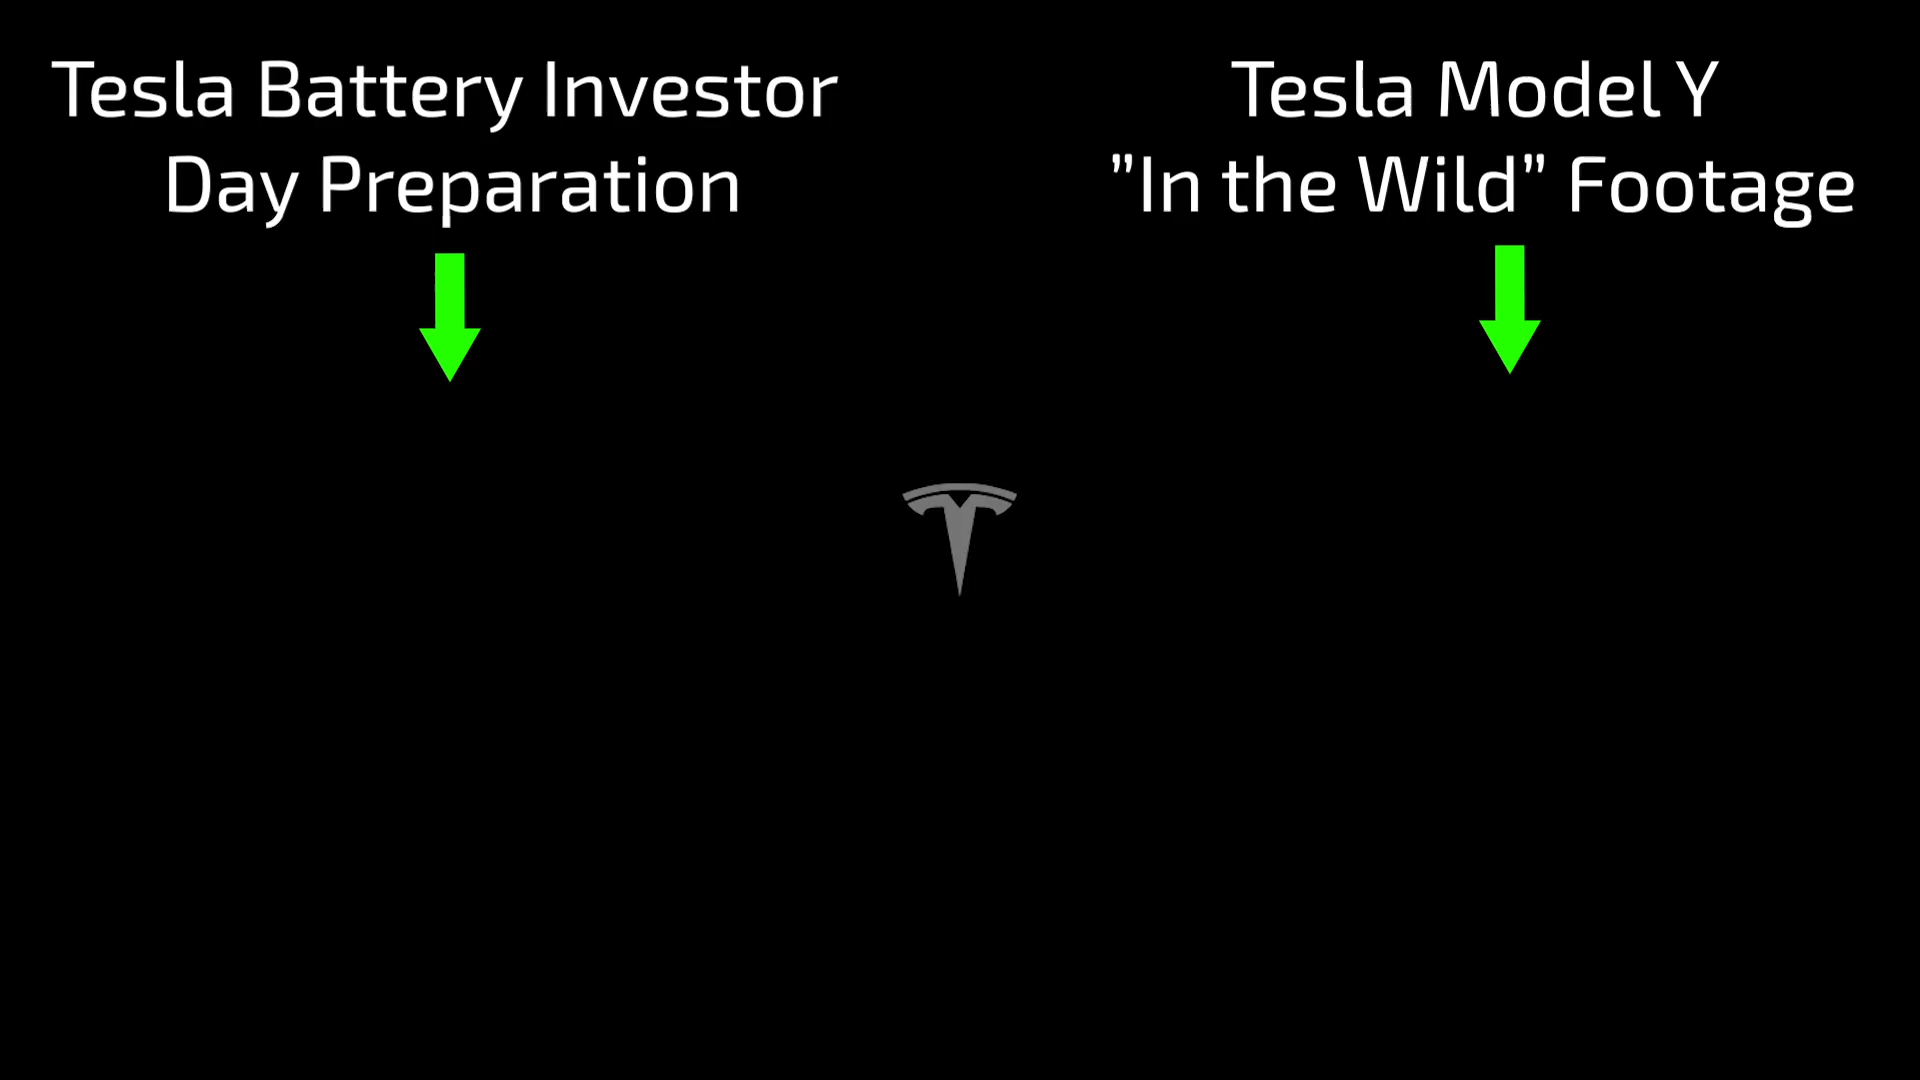 Tesla Battery Investor
Day Preparation
Tesla Model Y
”In the Wild” Footage